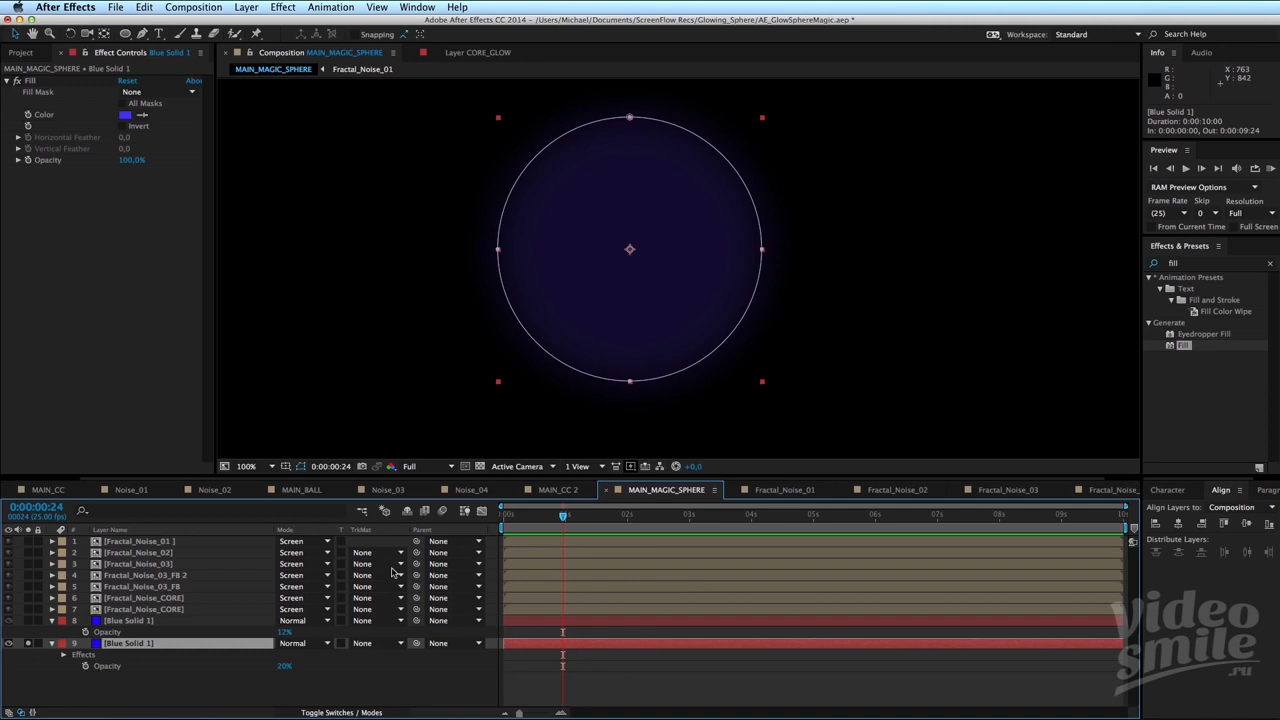 After Effects File Edit Composition Layer Effect Animation View Window Help
Adobe After Effects CC 2014 - /Users/Michael/Documents/ScreenFlow Recs/Glowing_Sphere/AE_GlowSphereMagic.aep *
Snapping
Workspace: Standard
Search Help
Project Effect Controls Blue Solid 1
Composition MAIN_MAGIC_SPHERE
Layer CORE_GLOW
Info Audio
MAIN_MAGIC_SPHERE • Blue Solid 1
MAIN_MAGIC_SPHERE Fractal_Noise_01
fx Fill Reset Abou
Fill Mask None
All Masks
Color
Invert
Horizontal Feather 0,0
Vertical Feather 0,0
Opacity 100,0%
R :
G :
B :
A : 0
X : 763
Y : 842
[Blue Solid 1]
Duration: 0:00:10:00
In: 0:00:00:00, Out: 0:00:09:24
Preview
RAM Preview Options
Frame Rate Skip Resolution
(25) 0 Full
From Current Time Full Screen
Effects & Presets
fill
* Animation Presets
Text
Fill and Stroke
Fill Color Wipe
Generate
Eyedropper Fill
Fill
100% 0:00:00:24 Full Active Camera 1 View +0,0
MAIN_CC Noise_01 Noise_02 MAIN_BALL Noise_03 Noise_04 MAIN_CC 2 MAIN_MAGIC_SPHERE Fractal_Noise_01 Fractal_Noise_02 Fractal_Noise_03 Fractal_Noise_
Character Align Paragr
0:00:00:24
00024 (25.00 fps)
:00s 1s 02s 03s 04s 05s 06s 07s 08s 09s 10s
Align Layers to: Composition
Distribute Layers:
# Layer Name Mode T TrkMat Parent
1 [Fractal_Noise_01 ] Screen None
2 [Fractal_Noise_02] Screen None None
3 [Fractal_Noise_03] Screen None None
4 Fractal_Noise_03_FB 2 Screen None None
5 Fractal_Noise_03_FB Screen None None
6 [Fractal_Noise_CORE] Screen None None
7 [Fractal_Noise_CORE] Screen None None
8 [Blue Solid 1] Normal None None
Opacity 12%
9 [Blue Solid 1] Normal None None
Effects
Opacity 20%
Toggle Switches / Modes
Video
smile
.ru